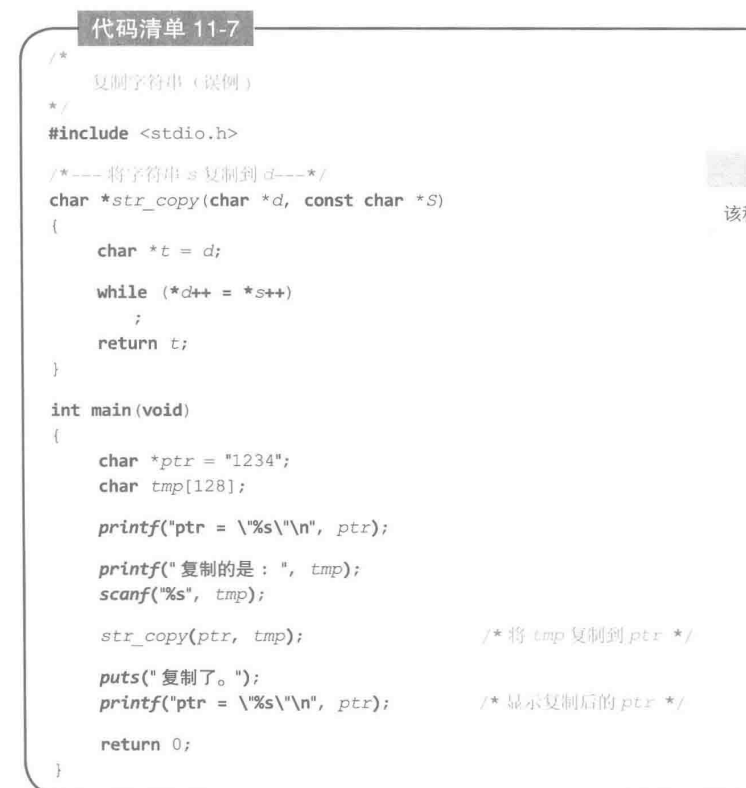 代码清单 11-7
/*
复制字符串（误例）
*/
#include <stdio.h>
/*--- 将字符串 s 复制到 d---*/
char *str_copy(char *d, const char *S)
{
char *t = d;
while (*d++ = *s++)
;
return t;
}
int main(void)
{
char *ptr = "1234";
char tmp[128];
printf("ptr = \"%s\"\n", ptr);
printf("复制的是： ", tmp);
scanf("%s", tmp);
str_copy(ptr, tmp); /* 将 tmp 复制到 ptr */
puts("复制了。");
printf("ptr = \"%s\"\n", ptr); /* 显示复制后的 ptr */
return 0;
}
该